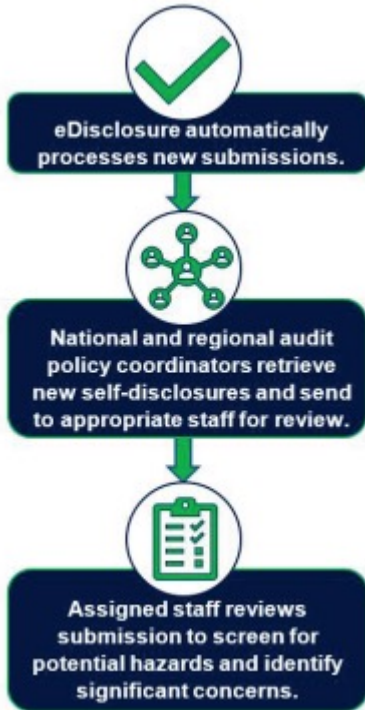 eDisclosure automatically
processes new submissions.
National and regional audit
policy coordinators retrieve
new self-disclosures and send
to appropriate staff for review.
Assigned staff reviews
submission to screen for
potential hazards and identify
significant concerns.